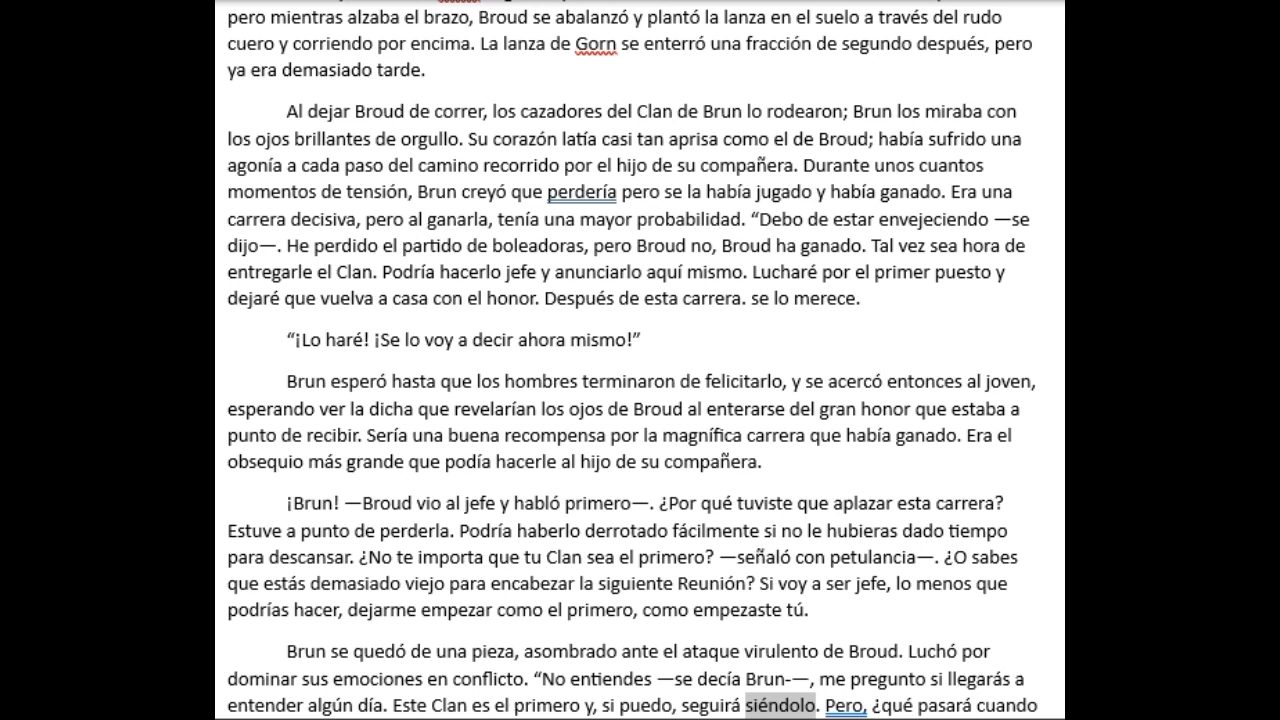 pero mientras alzaba el brazo, Broud se abalanzó y plantó la lanza en el suelo a través del rudo
cuero y corriendo por encima. La lanza de Gorn se enterró una fracción de segundo después, pero
ya era demasiado tarde.
Al dejar Broud de correr, los cazadores del Clan de Brun lo rodearon; Brun los miraba con
los ojos brillantes de orgullo. Su corazón latía casi tan aprisa como el de Broud; había sufrido una
agonía a cada paso del camino recorrido por el hijo de su compañera. Durante unos cuantos
momentos de tensión, Brun creyó que perdería pero se la había jugado y había ganado. Era una
carrera decisiva, pero al ganarla, tenía una mayor probabilidad. “Debo de estar envejeciendo —se
dijo—. He perdido el partido de boleadoras, pero Broud no, Broud ha ganado. Tal vez sea hora de
entregarle el Clan. Podría hacerlo jefe y anunciarlo aquí mismo. Lucharé por el primer puesto y
dejaré que vuelva a casa con el honor. Después de esta carrera. se lo merece.
“¡Lo haré! ¡Se lo voy a decir ahora mismo!”
Brun esperó hasta que los hombres terminaron de felicitarlo, y se acercó entonces al joven,
esperando ver la dicha que revelarían los ojos de Broud al enterarse del gran honor que estaba a
punto de recibir. Sería una buena recompensa por la magnífica carrera que había ganado. Era el
obsequio más grande que podía hacerle al hijo de su compañera.
¡Brun! —Broud vio al jefe y habló primero—. ¿Por qué tuviste que aplazar esta carrera?
Estuve a punto de perderla. Podría haberlo derrotado fácilmente si no le hubieras dado tiempo
para descansar. ¿No te importa que tu Clan sea el primero? —señaló con petulancia—. ¿O sabes
que estás demasiado viejo para encabezar la siguiente Reunión? Si voy a ser jefe, lo menos que
podrías hacer, dejarme empezar como el primero, como empezaste tú.
Brun se quedó de una pieza, asombrado ante el ataque virulento de Broud. Luchó por
dominar sus emociones en conflicto. “No entiendes —se decía Brun-—, me pregunto si llegarás a
entender algún día. Este Clan es el primero y, si puedo, seguirá siéndolo. Pero, ¿qué pasará cuando